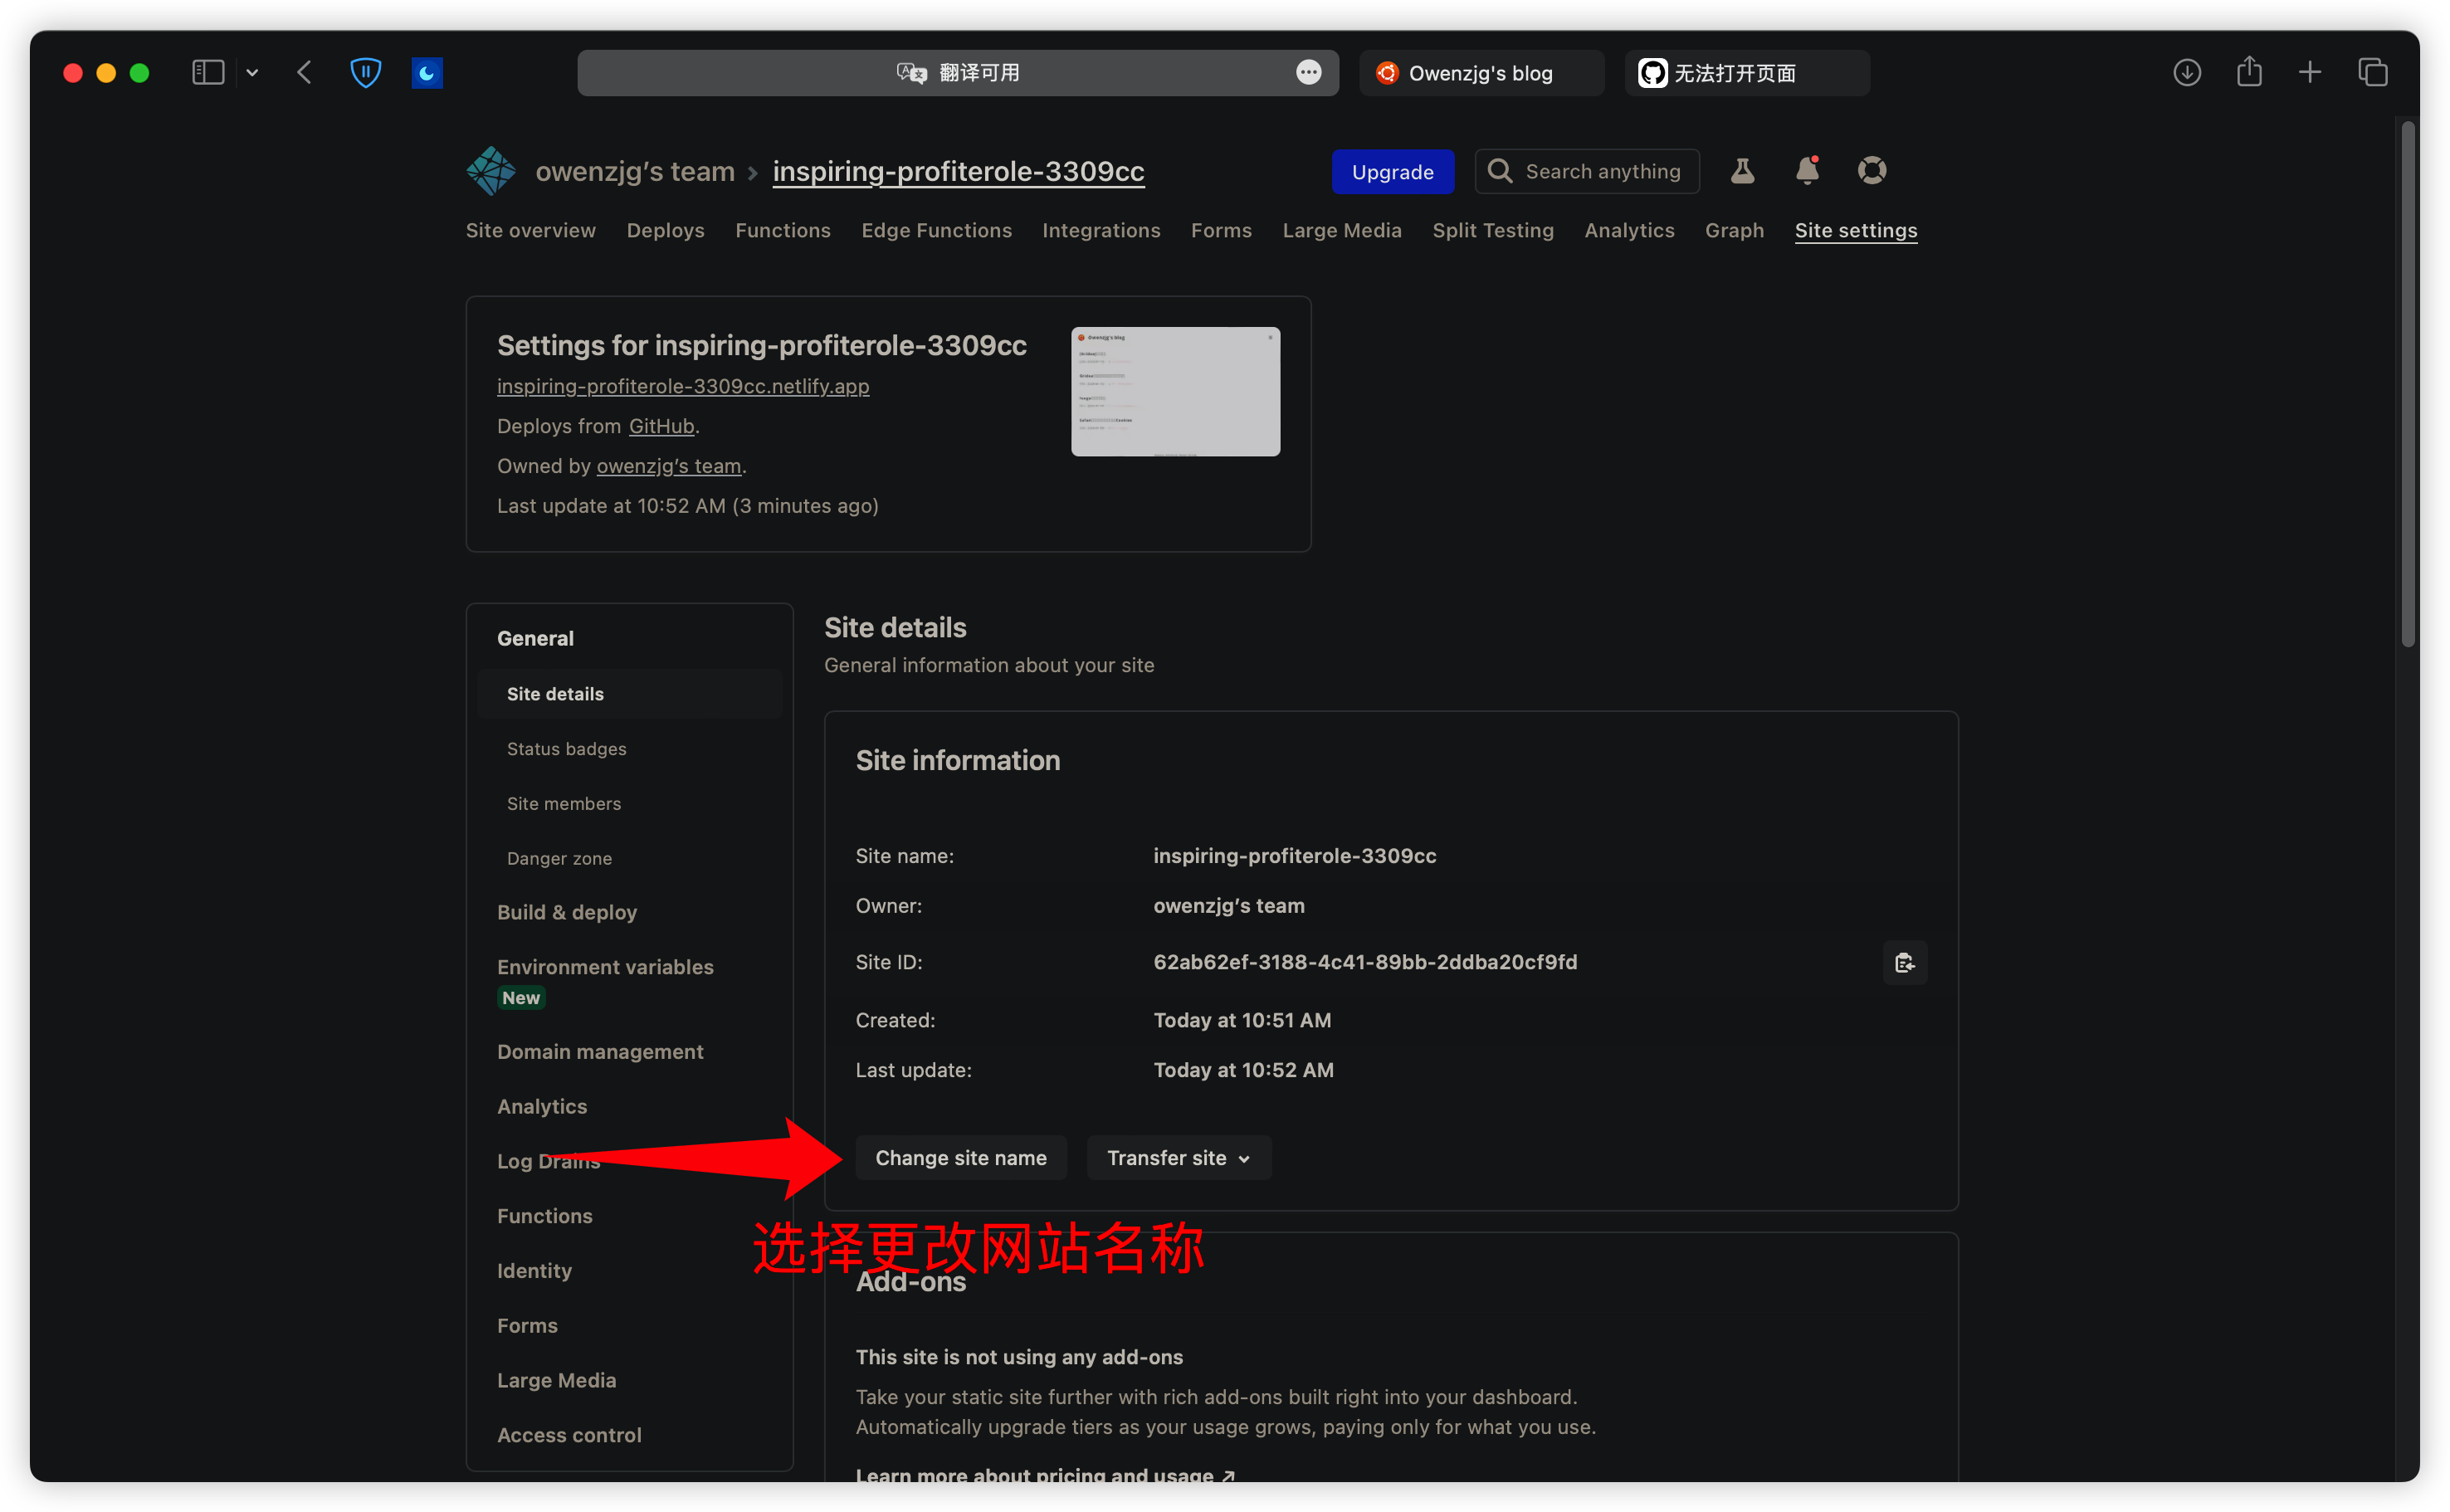 翻译可用
Owenzjg's blog
无法打开页面
owenzjg’s team › inspiring-profiterole-3309cc
Upgrade
Search anything
Site overview Deploys Functions Edge Functions Integrations Forms Large Media Split Testing Analytics Graph Site settings
Settings for inspiring-profiterole-3309cc
inspiring-profiterole-3309cc.netlify.app
Deploys from GitHub.
Owned by owenzjg’s team.
Last update at 10:52 AM (3 minutes ago)
Owenzjg's blog
General
Site details
Status badges
Site members
Danger zone
Build & deploy
Environment variables
New
Domain management
Analytics
Log Drains
Functions
Identity
Forms
Large Media
Access control
Site details
General information about your site
Site information
Site name: inspiring-profiterole-3309cc
Owner: owenzjg’s team
Site ID: 62ab62ef-3188-4c41-89bb-2ddba20cf9fd
Created: Today at 10:51 AM
Last update: Today at 10:52 AM
Change site name
Transfer site
选择更改网站名称
Add-ons
This site is not using any add-ons
Take your static site further with rich add-ons built right into your dashboard.
Automatically upgrade tiers as your usage grows, paying only for what you use.
Learn more about pricing and usage ↗